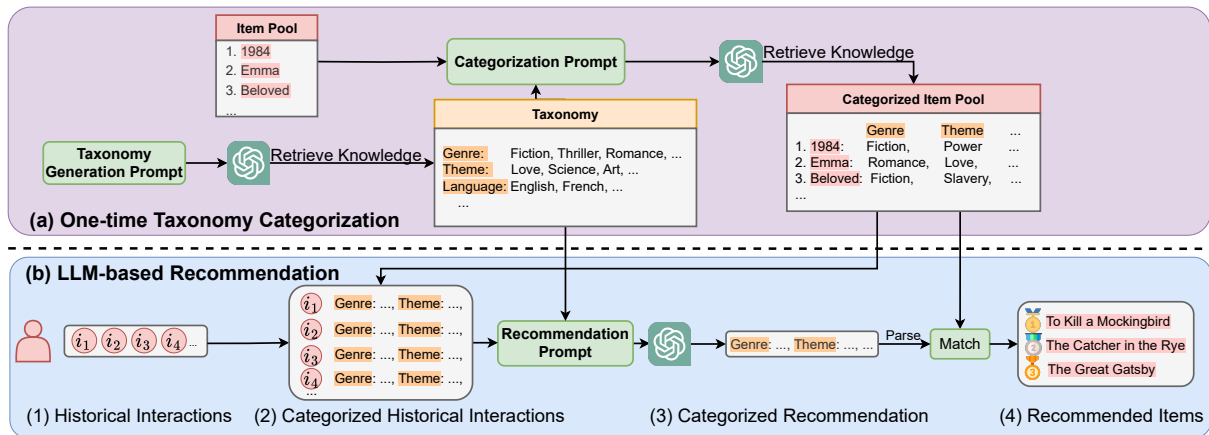 Item Pool
1. 1984
2. Emma
3. Beloved
...
Categorization Prompt
Retrieve Knowledge
Categorized Item Pool
Genre Theme ...
1. 1984: Fiction, Power ...
2. Emma: Romance, Love, ...
3. Beloved: Fiction, Slavery, ...
...
Taxonomy
Generation Prompt
Retrieve Knowledge
Taxonomy
Genre: Fiction, Thriller, Romance, ...
Theme: Love, Science, Art, ...
Language: English, French, ...
...
(a) One-time Taxonomy Categorization
(b) LLM-based Recommendation
i1 i2 i3 i4 ...
i1 Genre: ..., Theme: ...,
i2 Genre: ..., Theme: ...,
i3 Genre: ..., Theme: ...,
i4 Genre: ..., Theme: ...,
...
Recommendation
Prompt
Genre: ..., Theme: ..., ...
Parse
Match
1 To Kill a Mockingbird
2 The Catcher in the Rye
3 The Great Gatsby
(1) Historical Interactions
(2) Categorized Historical Interactions
(3) Categorized Recommendation
(4) Recommended Items